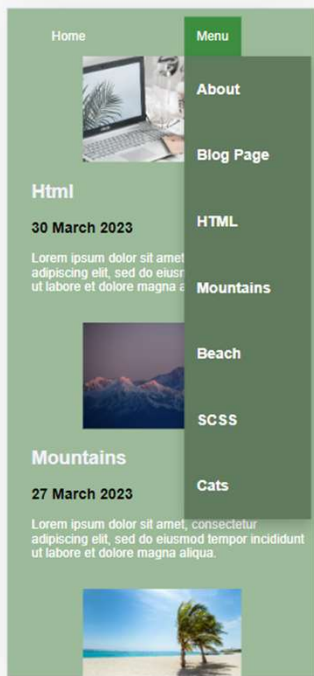 Home
Menu
About
Blog Page
HTML
Mountains
Beach
SCSS
Cats
Html
30 March 2023
Lorem ipsum dolor sit amet
adipiscing elit, sed do eiusm
ut labore et dolore magna a
Mountains
27 March 2023
Lorem ipsum dolor sit amet, consectetur
adipiscing elit, sed do eiusmod tempor incididunt
ut labore et dolore magna aliqua.